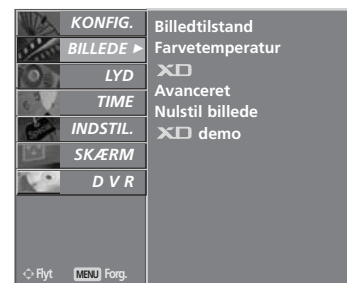 KONFIG.
BILLEDE ►
LYD
TIME
INDSTIL.
SKÆRM
D V R
Flyt MENU Forg.
Billedtilstand
Farvetemperatur
XD
Avanceret
Nulstil billede
XD demo